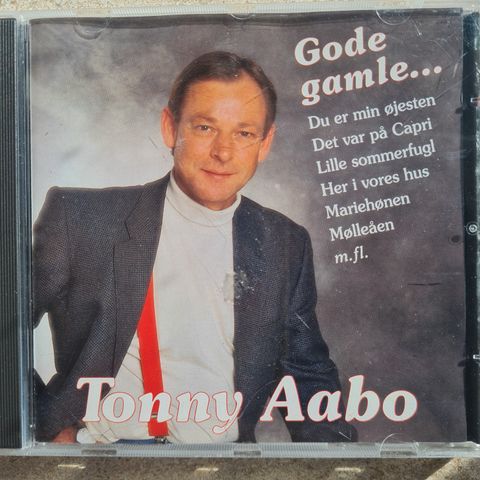 Gode
gamle...
Du er min øjesten
Det var på Capri
Lille sommerfugl
Her i vores hus
Mariehønen
Mølleåen
m.fl.
Tonny Aabo